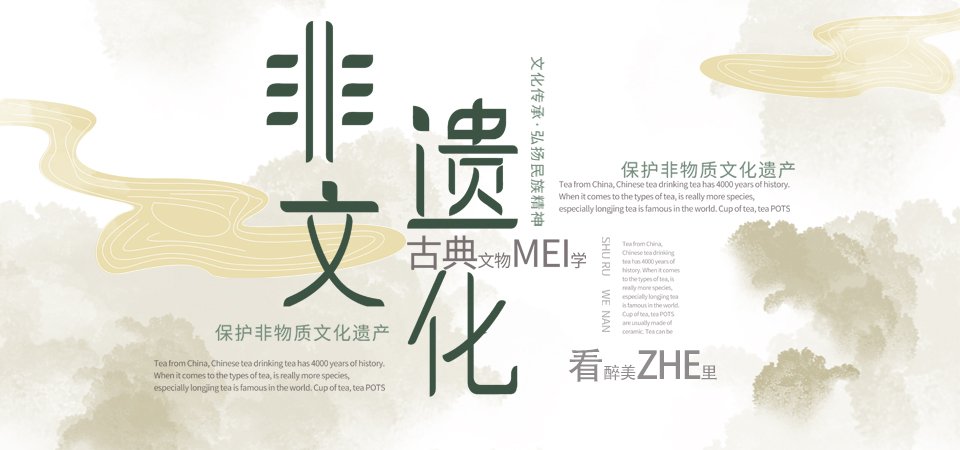 非遗
文化
文化传承·弘扬民族精神
古典文物MEI学
保护非物质文化遗产
Tea from China, Chinese tea drinking tea has 4000 years of history.
When it comes to the types of tea, is really more species,
especially longjing tea is famous in the world. Cup of tea, tea POTS
保护非物质文化遗产
Tea from China, Chinese tea drinking tea has 4000 years of history.
When it comes to the types of tea, is really more species,
especially longjing tea is famous in the world. Cup of tea, tea POTS
SHU RU WE NAN
Tea from China,
Chinese tea drinking
tea has 4000 years of
history. When it comes
to the types of tea, is
really more species,
especially longjing tea
is famous in the world.
Cup of tea, tea POTS
are usually made of
ceramic. Tea can be
看醉美ZHE里